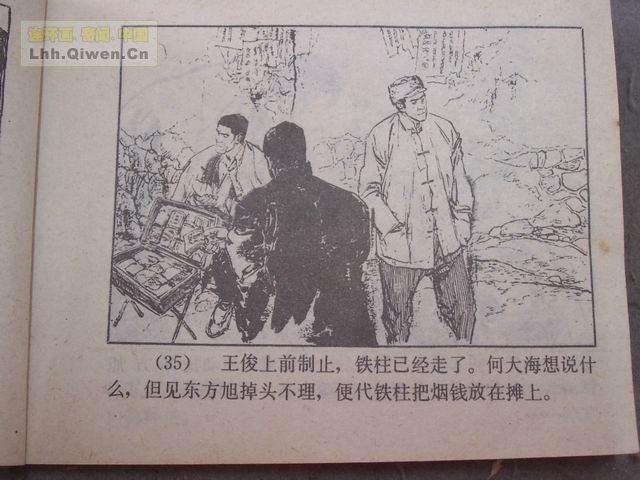 连环画.奇闻.中国
Lhh.Qiwen.Cn
(35) 王俊上前制止，铁柱已经走了。何大海想说什
么，但见东方旭掉头不理，便代铁柱把烟钱放在摊上。